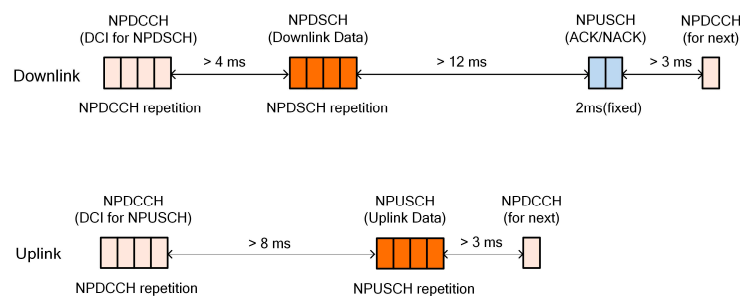 NPDCCH
(DCI for NPDSCH)
NPDSCH
(Downlink Data)
NPUSCH
(ACK/NACK)
NPDCCH
(for next)
Downlink
> 4 ms
> 12 ms
> 3 ms
NPDCCH repetition
NPDSCH repetition
2ms(fixed)
NPDCCH
(DCI for NPUSCH)
NPUSCH
(Uplink Data)
NPDCCH
(for next)
Uplink
> 8 ms
> 3 ms
NPDCCH repetition
NPUSCH repetition